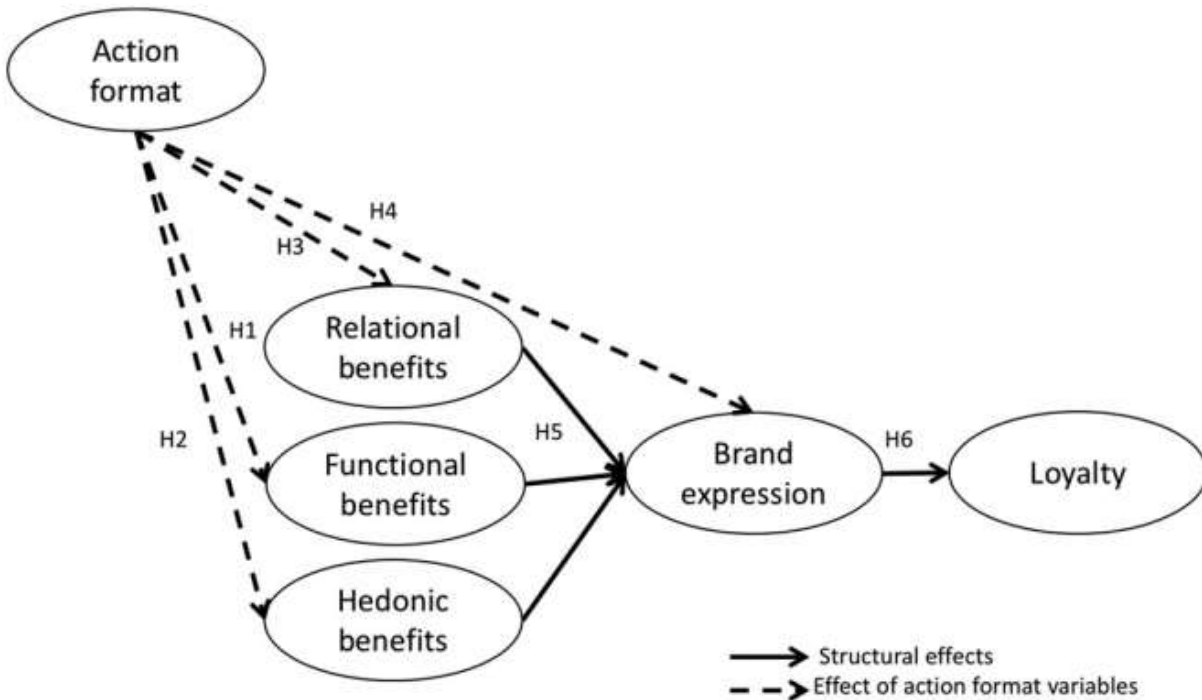 Action
format
H4
H3
Relational
benefits
H1
H2
Functional
benefits
H5
Brand
expression
H6
Loyalty
Hedonic
benefits
Structural effects
Effect of action format variables